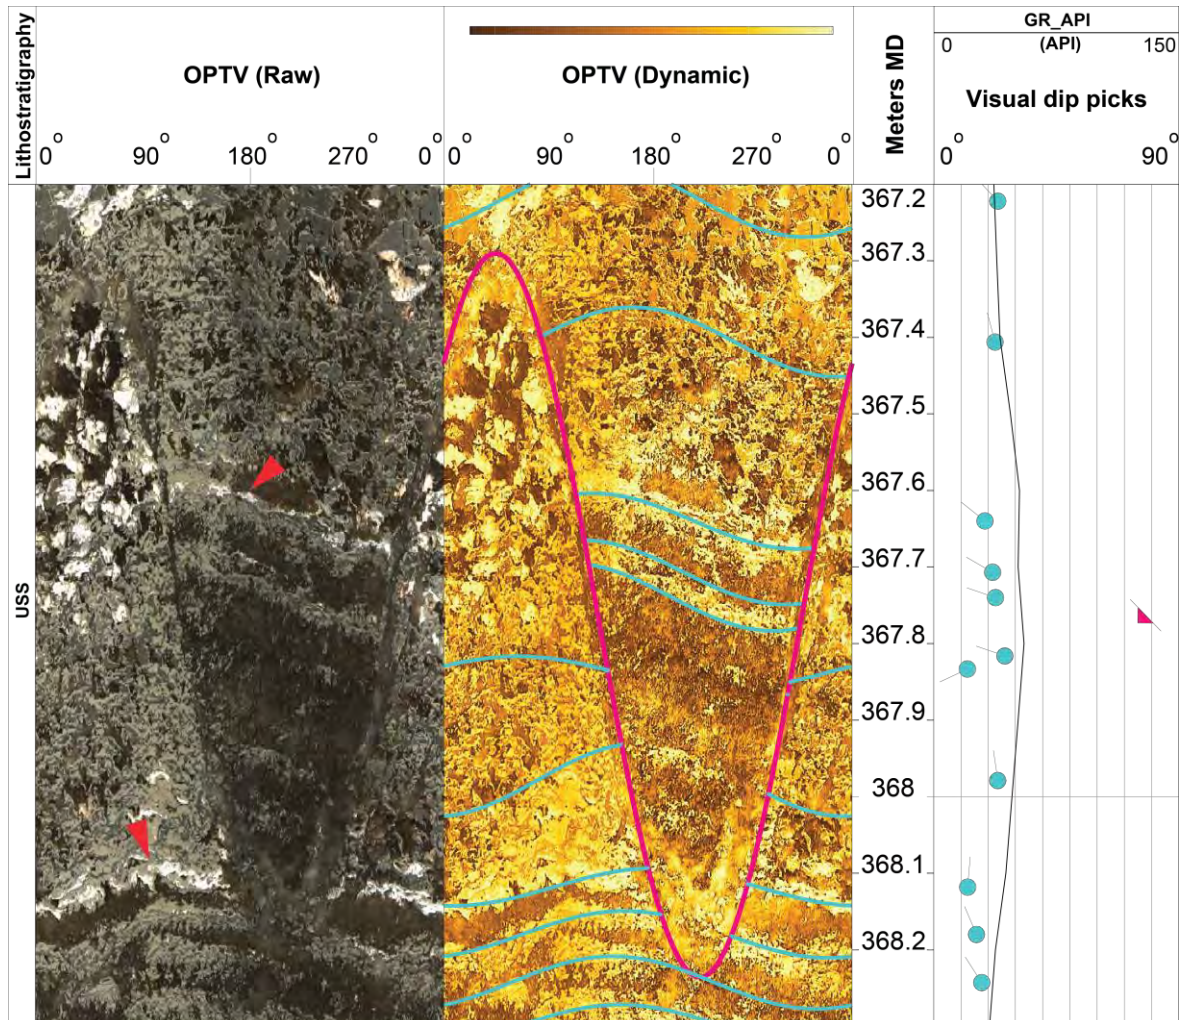 Lithostratigraphy
OPTV (Raw)
0° 90° 180° 270° 0°
OPTV (Dynamic)
0° 90° 180° 270° 0°
Meters MD
GR_API
0 (API) 150
Visual dip picks
0° 90°
USS
367.2
367.3
367.4
367.5
367.6
367.7
367.8
367.9
368
368.1
368.2